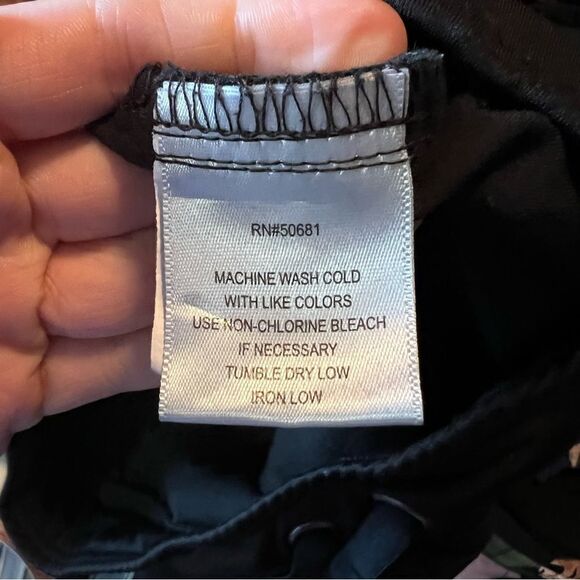 RN#50681
MACHINE WASH COLD
WITH LIKE COLORS
USE NON-CHLORINE BLEACH
IF NECESSARY
TUMBLE DRY LOW
IRON LOW